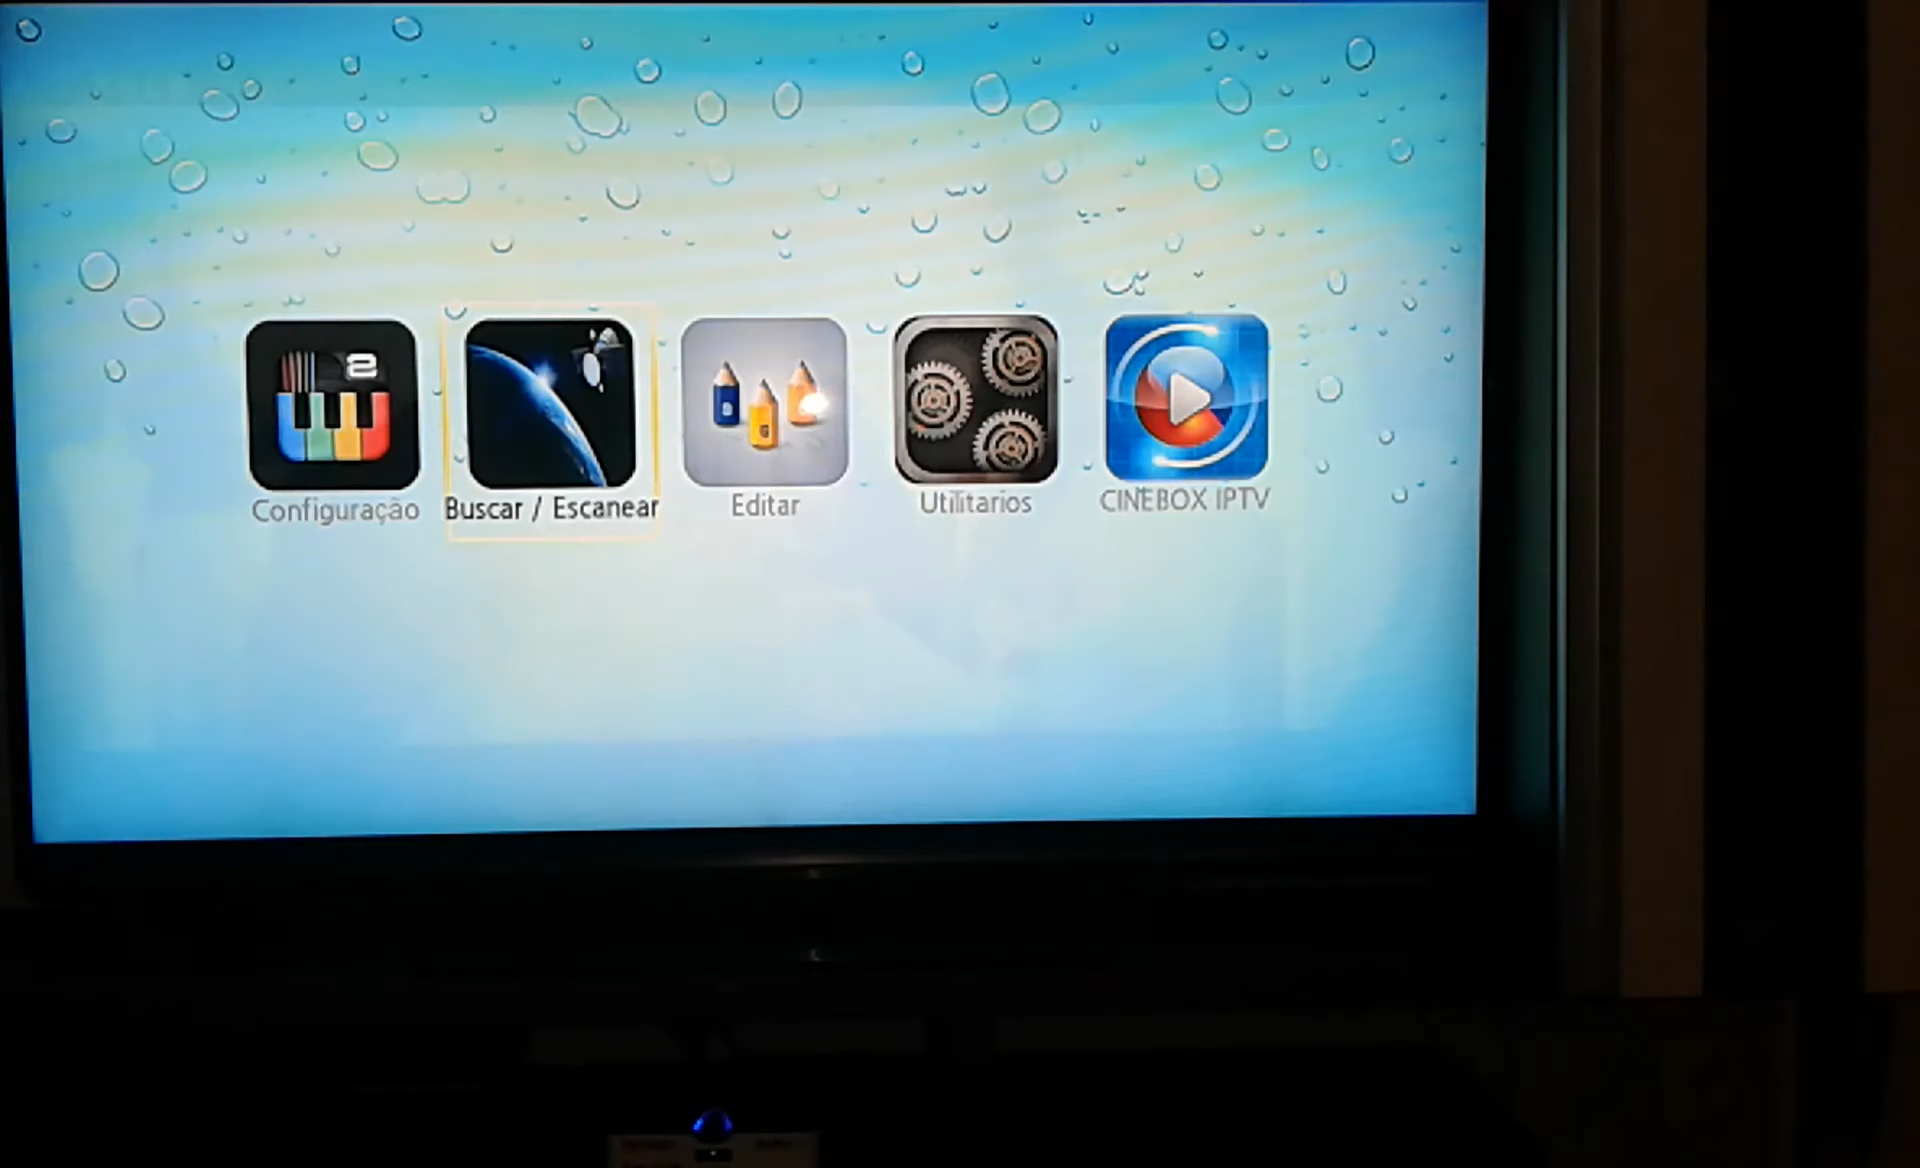 Configuração
Buscar / Escanear
Editar
Utilitarios
CINEBOX IPTV